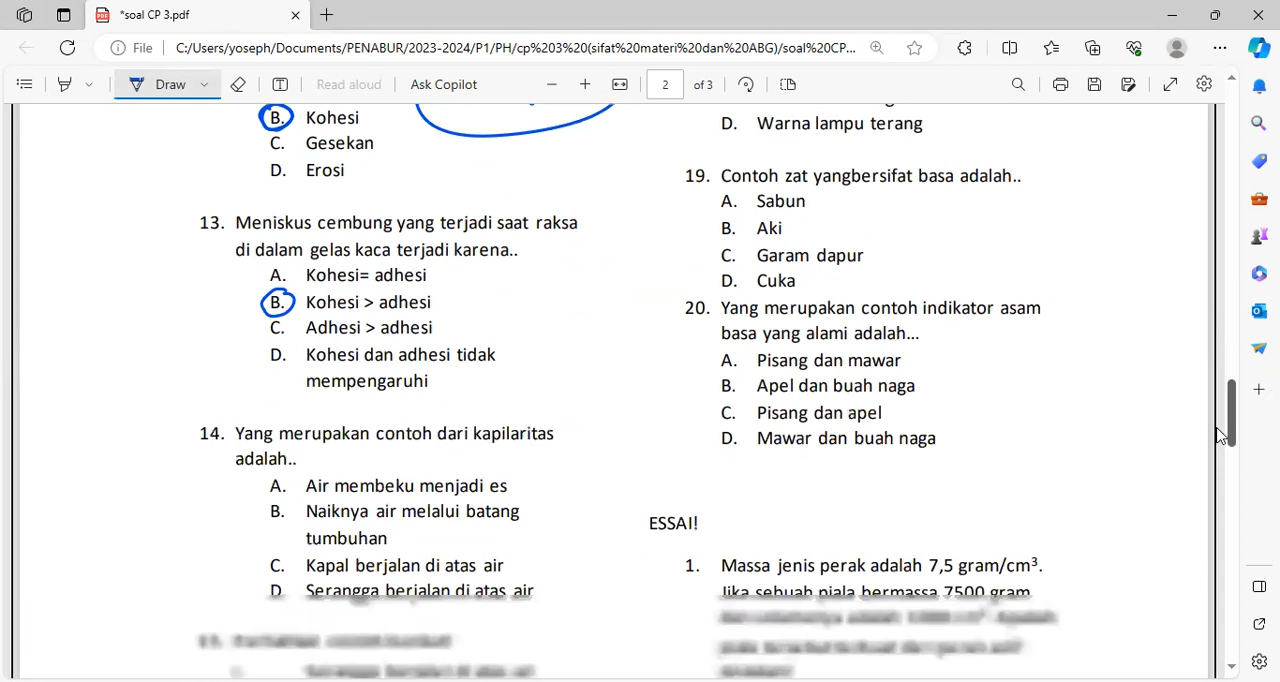 *soal CP 3.pdf
File
C:/Users/yoseph/Documents/PENABUR/2023-2024/P1/PH/cp%203%20(sifat%20materi%20dan%20ABG)/soal%20CP...
Draw
Read aloud
Ask Copilot
2
of 3
B. Kohesi
C. Gesekan
D. Erosi
13. Meniskus cembung yang terjadi saat raksa
di dalam gelas kaca terjadi karena..
A. Kohesi= adhesi
B. Kohesi > adhesi
C. Adhesi > adhesi
D. Kohesi dan adhesi tidak
mempengaruhi
14. Yang merupakan contoh dari kapilaritas
adalah..
A. Air membeku menjadi es
B. Naiknya air melalui batang
tumbuhan
C. Kapal berjalan di atas air
D. Serangga berjalan di atas air
D. Warna lampu terang
19. Contoh zat yangbersifat basa adalah..
A. Sabun
B. Aki
C. Garam dapur
D. Cuka
20. Yang merupakan contoh indikator asam
basa yang alami adalah...
A. Pisang dan mawar
B. Apel dan buah naga
C. Pisang dan apel
D. Mawar dan buah naga
ESSAI!
1. Massa jenis perak adalah 7,5 gram/cm³.
Jika sebuah piala bermassa 7500 gram